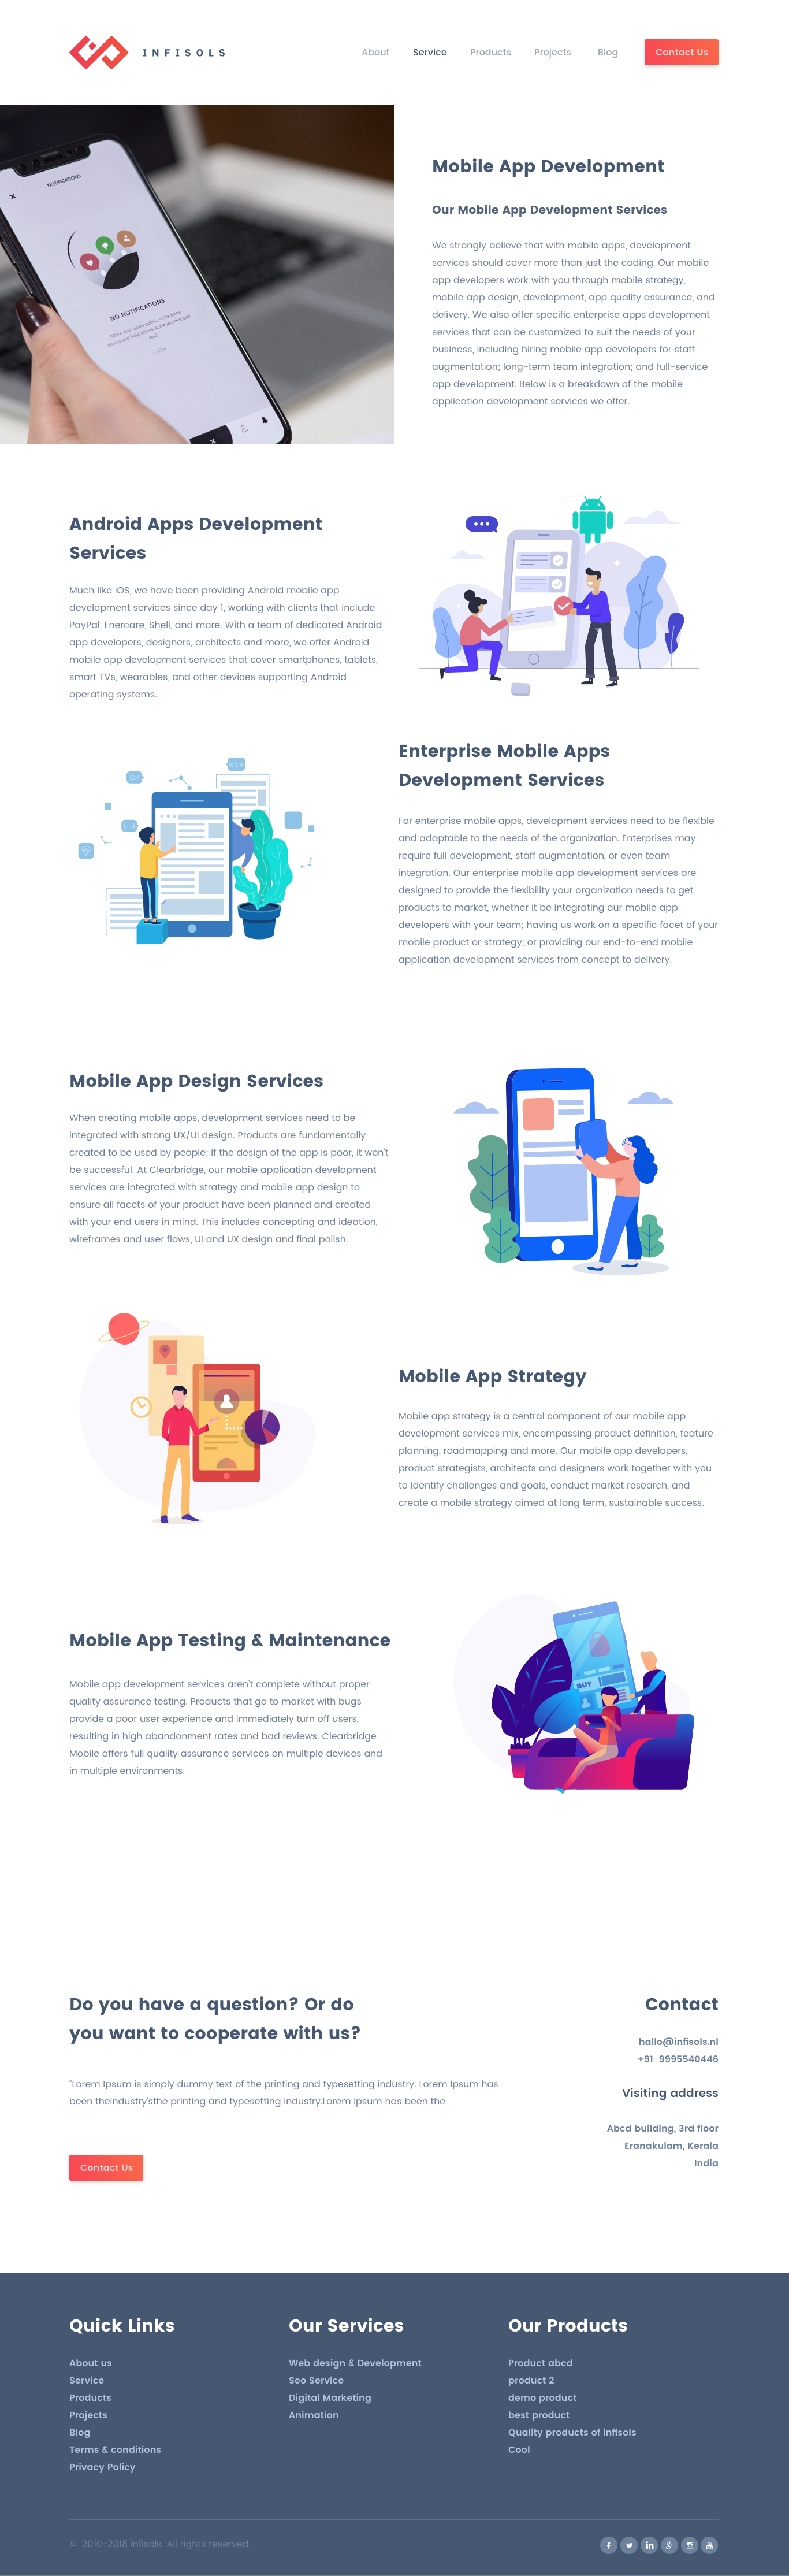 INFISOLS
About Service Products Projects Blog Contact Us
NOTIFICATIONS
NO NOTIFICATIONS
Mobile App Development
Our Mobile App Development Services
We strongly believe that with mobile apps, development
services should cover more than just the coding. Our mobile
app developers work with you through mobile strategy,
mobile app design, development, app quality assurance, and
delivery. We also offer specific enterprise apps development
services that can be customized to suit the needs of your
business, including hiring mobile app developers for staff
augmentation; long-term team integration; and full-service
app development. Below is a breakdown of the mobile
application development services we offer.
Android Apps Development
Services
Much like iOS, we have been providing Android mobile app
development services since day 1, working with clients that include
PayPal, Enercare, Shell, and more. With a team of dedicated Android
app developers, designers, architects and more, we offer Android
mobile app development services that cover smartphones, tablets,
smart TVs, wearables, and other devices supporting Android
operating systems.
Enterprise Mobile Apps
Development Services
For enterprise mobile apps, development services need to be flexible
and adaptable to the needs of the organization. Enterprises may
require full development, staff augmentation, or even team
integration. Our enterprise mobile app development services are
designed to provide the flexibility your organization needs to get
products to market, whether it be integrating our mobile app
developers with your team; having us work on a specific facet of your
mobile product or strategy; or providing our end-to-end mobile
application development services from concept to delivery.
Mobile App Design Services
When creating mobile apps, development services need to be
integrated with strong UX/UI design. Products are fundamentally
created to be used by people; if the design of the app is poor, it won't
be successful. At Clearbridge, our mobile application development
services are integrated with strategy and mobile app design to
ensure all facets of your product have been planned and created
with your end users in mind. This includes concepting and ideation,
wireframes and user flows, UI and UX design and final polish.
Mobile App Strategy
Mobile app strategy is a central component of our mobile app
development services mix, encompassing product definition, feature
planning, roadmapping and more. Our mobile app developers,
product strategists, architects and designers work together with you
to identify challenges and goals, conduct market research, and
create a mobile strategy aimed at long term, sustainable success.
Mobile App Testing & Maintenance
Mobile app development services aren't complete without proper
quality assurance testing. Products that go to market with bugs
provide a poor user experience and immediately turn off users,
resulting in high abandonment rates and bad reviews. Clearbridge
Mobile offers full quality assurance services on multiple devices and
in multiple environments.
BUY
Do you have a question? Or do
you want to cooperate with us?
"Lorem Ipsum is simply dummy text of the printing and typesetting industry. Lorem Ipsum has
been theindustry'sthe printing and typesetting industry.Lorem Ipsum has been the
Contact Us
Contact
hallo@infisols.nl
+91 9995540446
Visiting address
Abcd building, 3rd floor
Eranakulam, Kerala
India
Quick Links
About us
Service
Products
Projects
Blog
Terms & conditions
Privacy Policy
Our Services
Web design & Development
Seo Service
Digital Marketing
Animation
Our Products
Product abcd
product 2
demo product
best product
Quality products of infisols
Cool
© 2010-2018 infisols. All rights reserved.